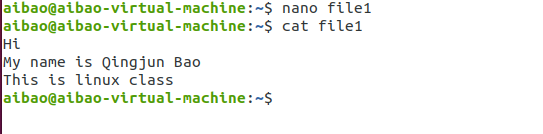 aibao@aibao-virtual-machine:~$ nano file1
aibao@aibao-virtual-machine:~$ cat file1
Hi
My name is Qingjun Bao
This is linux class
aibao@aibao-virtual-machine:~$